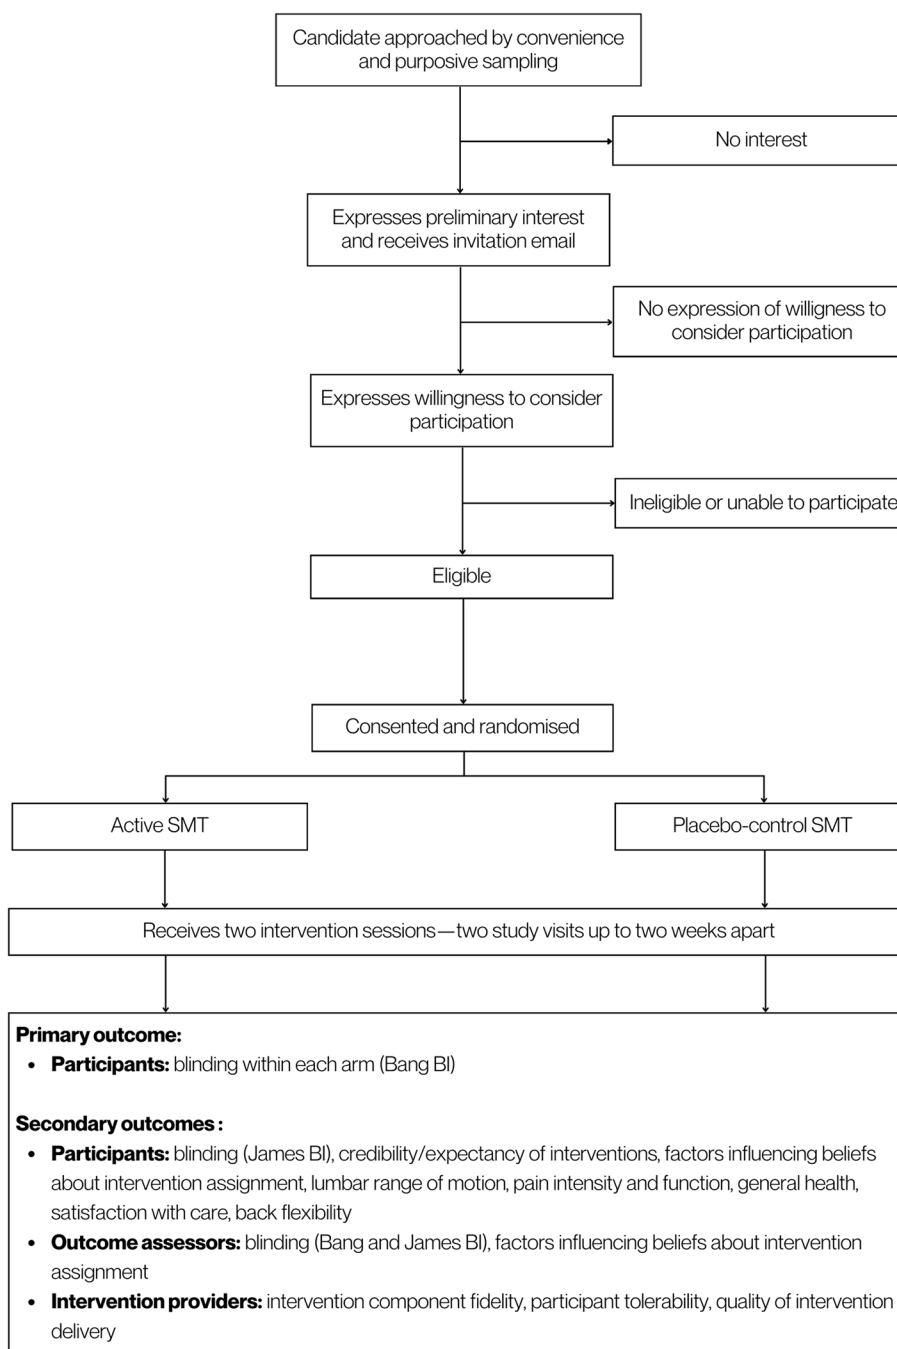 Candidate approached by convenience
and purposive sampling
No interest
Expresses preliminary interest
and receives invitation email
No expression of willigness to
consider participation
Expresses willingness to consider
participation
Ineligible or unable to participate
Eligible
Consented and randomised
Active SMT
Placebo-control SMT
Receives two intervention sessions—two study visits up to two weeks apart
Primary outcome:
• Participants: blinding within each arm (Bang BI)
Secondary outcomes :
• Participants: blinding (James BI), credibility/expectancy of interventions, factors influencing beliefs
about intervention assignment, lumbar range of motion, pain intensity and function, general health,
satisfaction with care, back flexibility
• Outcome assessors: blinding (Bang and James BI), factors influencing beliefs about intervention
assignment
• Intervention providers: intervention component fidelity, participant tolerability, quality of intervention
delivery